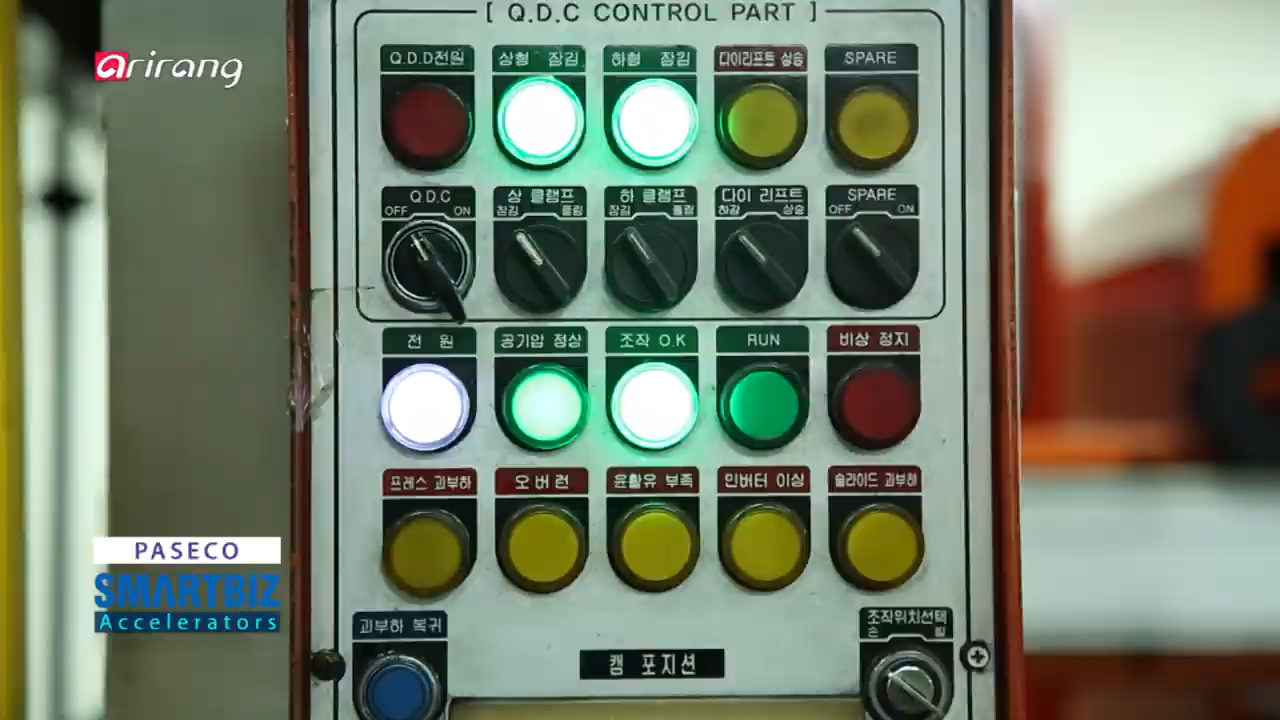 [ Q.D.C CONTROL PART ]
arirang
Q.D.D전원 상형 잠김 하형 잠김 다이리프트 상승 SPARE
Q.D.C 상 클램프 하 클램프 다이 리프트 SPARE
OFF ON 잠김 풀림 잠김 풀림 하강 상승 OFF ON
전 원 공기압 정상 조작 O.K RUN 비상 정지
프레스 과부하 오버런 윤활유 부족 인버터 이상 슬라이드 과부하
PASECO
SMARTBIZ
Accelerators
과부하 복귀 캠 포지션 조작위치선택
손 발